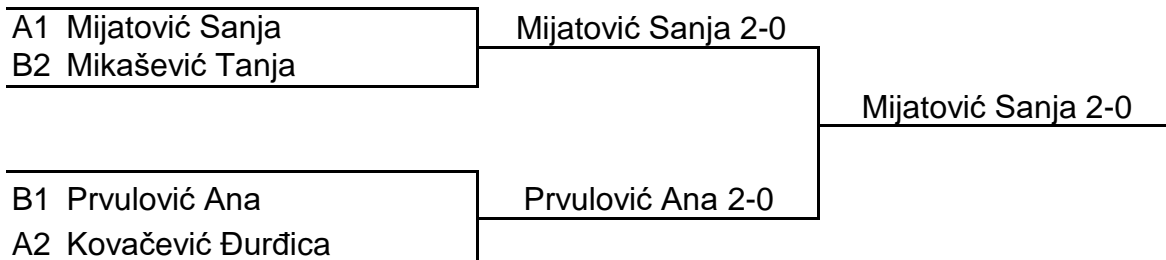 A1 Mijatović Sanja
B2 Mikašević Tanja
Mijatović Sanja 2-0
Mijatović Sanja 2-0
B1 Prvulović Ana
A2 Kovačević Đurđica
Prvulović Ana 2-0